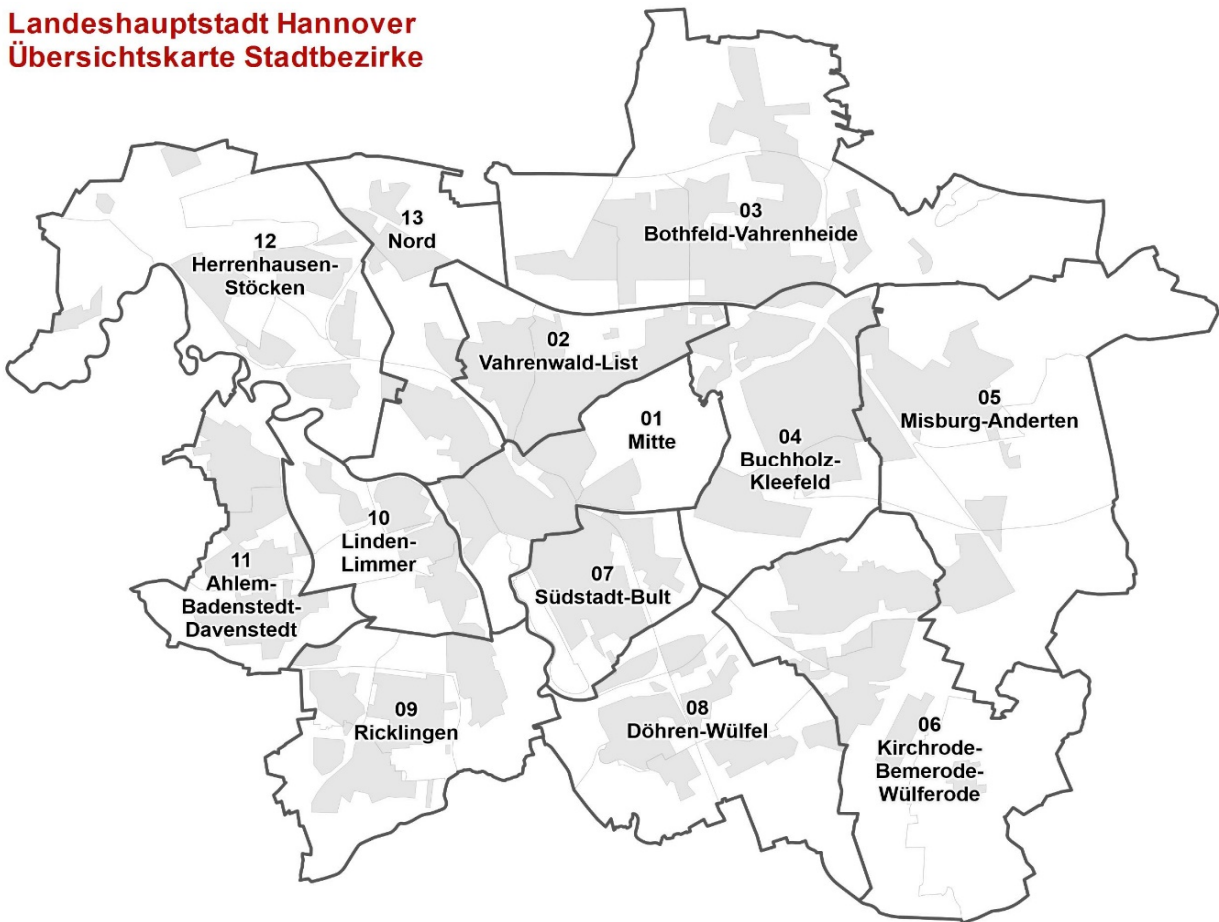 Landeshauptstadt Hannover
Übersichtskarte Stadtbezirke
03
Bothfeld-Vahrenheide
13
Nord
12
Herrenhausen-
Stöcken
02
Vahrenwald-List
01
Mitte
04
Buchholz-
Kleefeld
05
Misburg-Anderten
10
Linden-
Limmer
11
Ahlem-
Badenstedt-
Davenstedt
07
Südstadt-Bult
09
Ricklingen
08
Döhren-Wülfel
06
Kirchrode-
Bemerode-
Wülferode